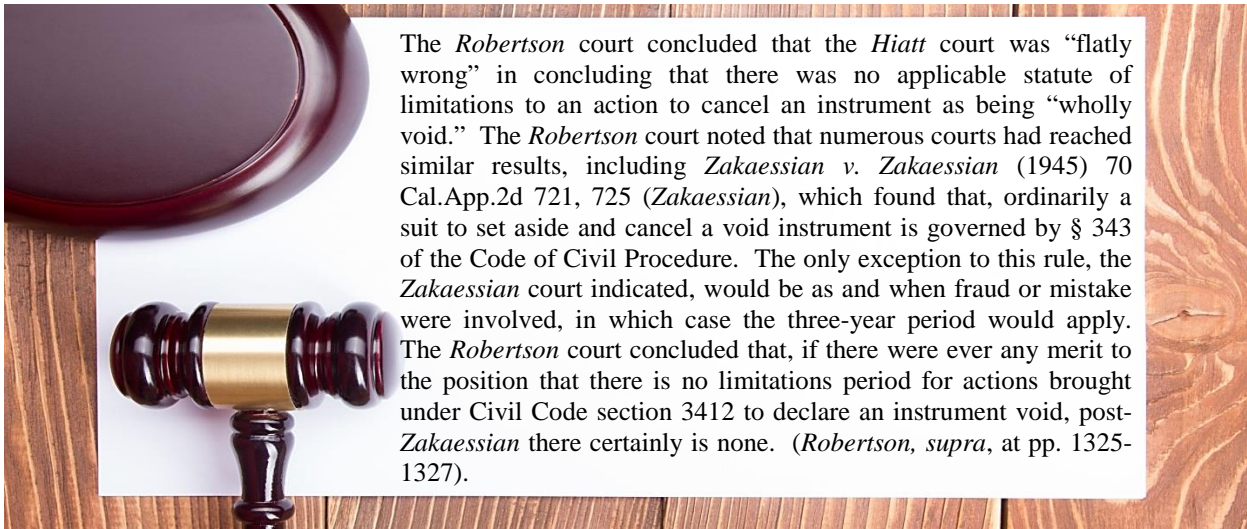 The Robertson court concluded that the Hiatt court was “flatly
wrong” in concluding that there was no applicable statute of
limitations to an action to cancel an instrument as being “wholly
void.” The Robertson court noted that numerous courts had reached
similar results, including Zakaessian v. Zakaessian (1945) 70
Cal.App.2d 721, 725 (Zakaessian), which found that, ordinarily a
suit to set aside and cancel a void instrument is governed by § 343
of the Code of Civil Procedure. The only exception to this rule, the
Zakaessian court indicated, would be as and when fraud or mistake
were involved, in which case the three-year period would apply.
The Robertson court concluded that, if there were ever any merit to
the position that there is no limitations period for actions brought
under Civil Code section 3412 to declare an instrument void, post-
Zakaessian there certainly is none. (Robertson, supra, at pp. 1325-
1327).